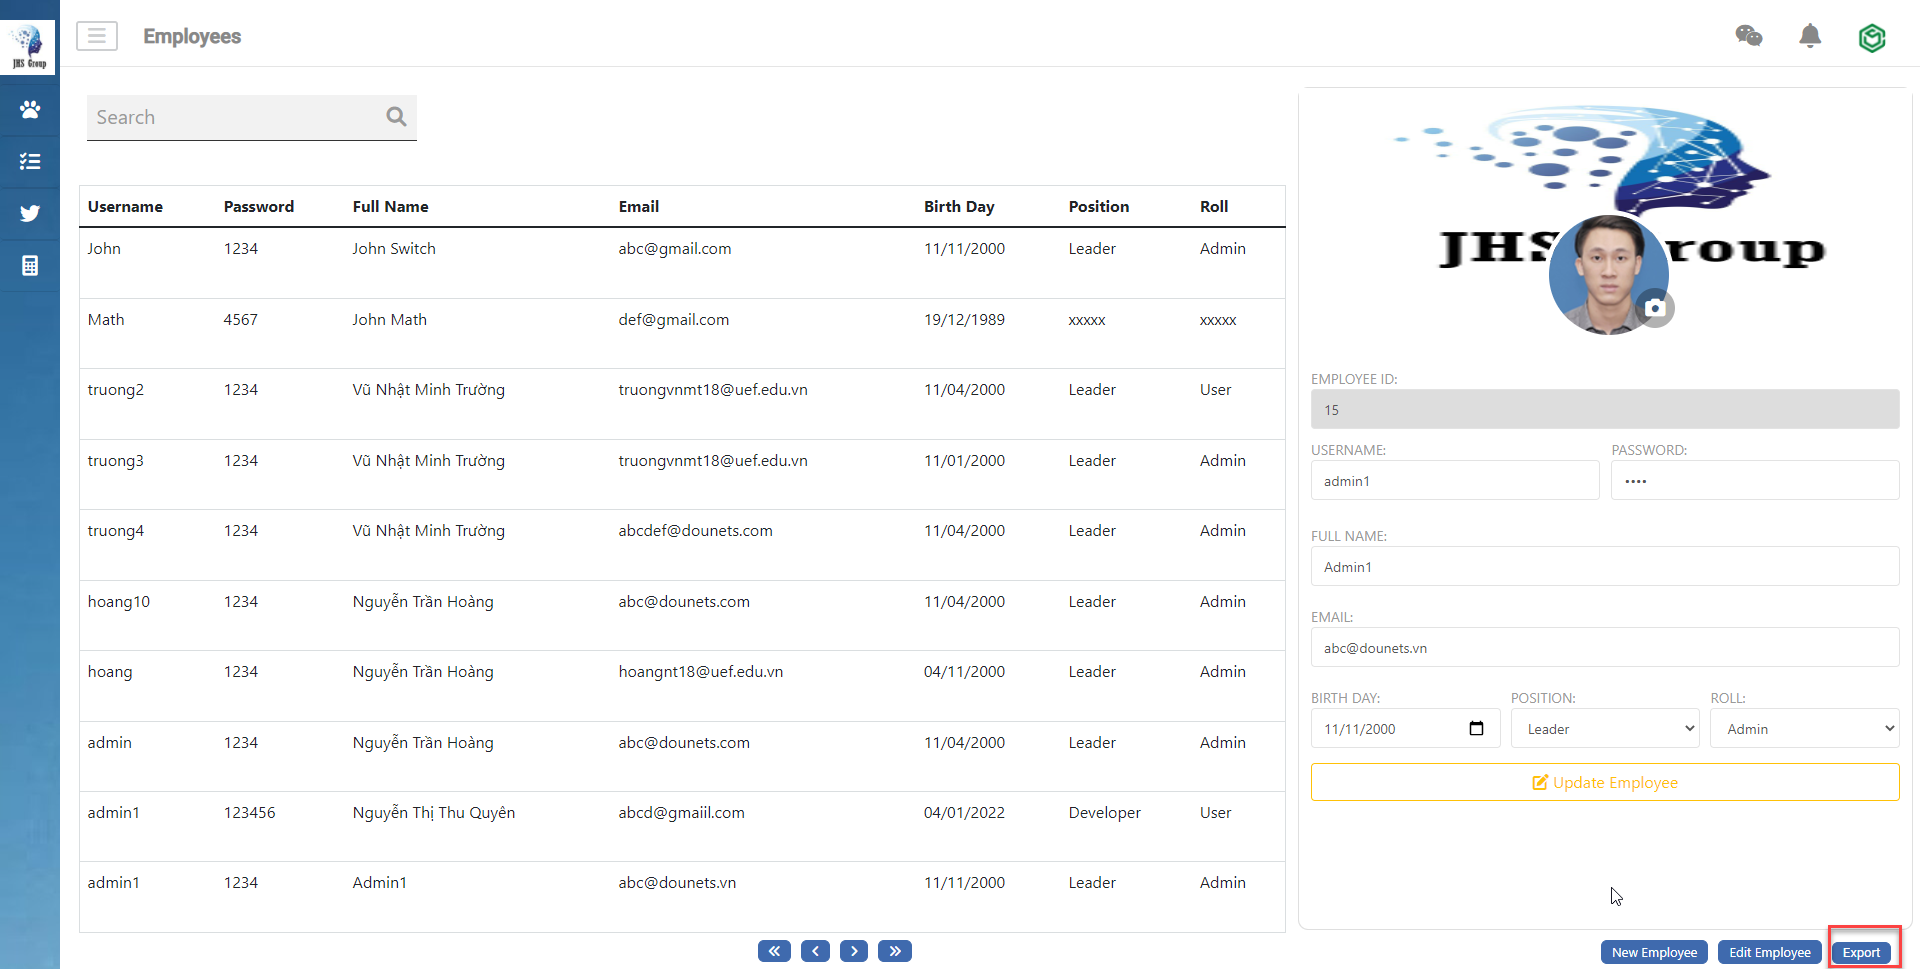 JHS Group
Employees
Search
Username Password Full Name Email Birth Day Position Roll
John 1234 John Switch abc@gmail.com 11/11/2000 Leader Admin
Math 4567 John Math def@gmail.com 19/12/1989 xxxxx xxxxx
truong2 1234 Vũ Nhật Minh Trường truongvnmt18@uef.edu.vn 11/04/2000 Leader User
truong3 1234 Vũ Nhật Minh Trường truongvnmt18@uef.edu.vn 11/01/2000 Leader Admin
truong4 1234 Vũ Nhật Minh Trường abcdef@dounets.com 11/04/2000 Leader Admin
hoang10 1234 Nguyễn Trần Hoàng abc@dounets.com 11/04/2000 Leader Admin
hoang 1234 Nguyễn Trần Hoàng hoangnt18@uef.edu.vn 04/11/2000 Leader Admin
admin 1234 Nguyễn Trần Hoàng abc@dounets.com 11/04/2000 Leader Admin
admin1 123456 Nguyễn Thị Thu Quyên abcd@gmaiil.com 04/01/2022 Developer User
admin1 1234 Admin1 abc@dounets.vn 11/11/2000 Leader Admin
JHS roup
EMPLOYEE ID:
15
USERNAME: PASSWORD:
admin1 ••••
FULL NAME:
Admin1
EMAIL:
abc@dounets.vn
BIRTH DAY: POSITION: ROLL:
11/11/2000 Leader Admin
Update Employee
New Employee Edit Employee Export